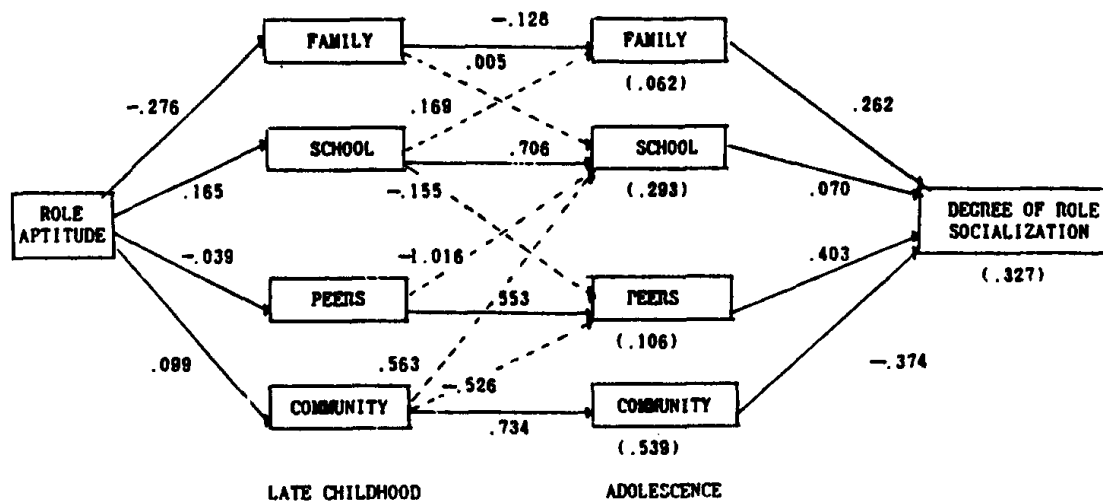 -.128
FAMILY
FAMILY
.005
(.062)
-.276
.169
.262
SCHOOL
.706
SCHOOL
.165
-.155
(.293)
.070
ROLE
APTITUDE
DEGREE OF ROLE
SOCIALIZATION
-.039
-1.016
.403
(.327)
PEERS
.553
PEERS
(.106)
.099
.563
-.526
-.374
COMMUNITY
COMMUNITY
.734
(.539)
LATE CHILDHOOD
ADOLESCENCE